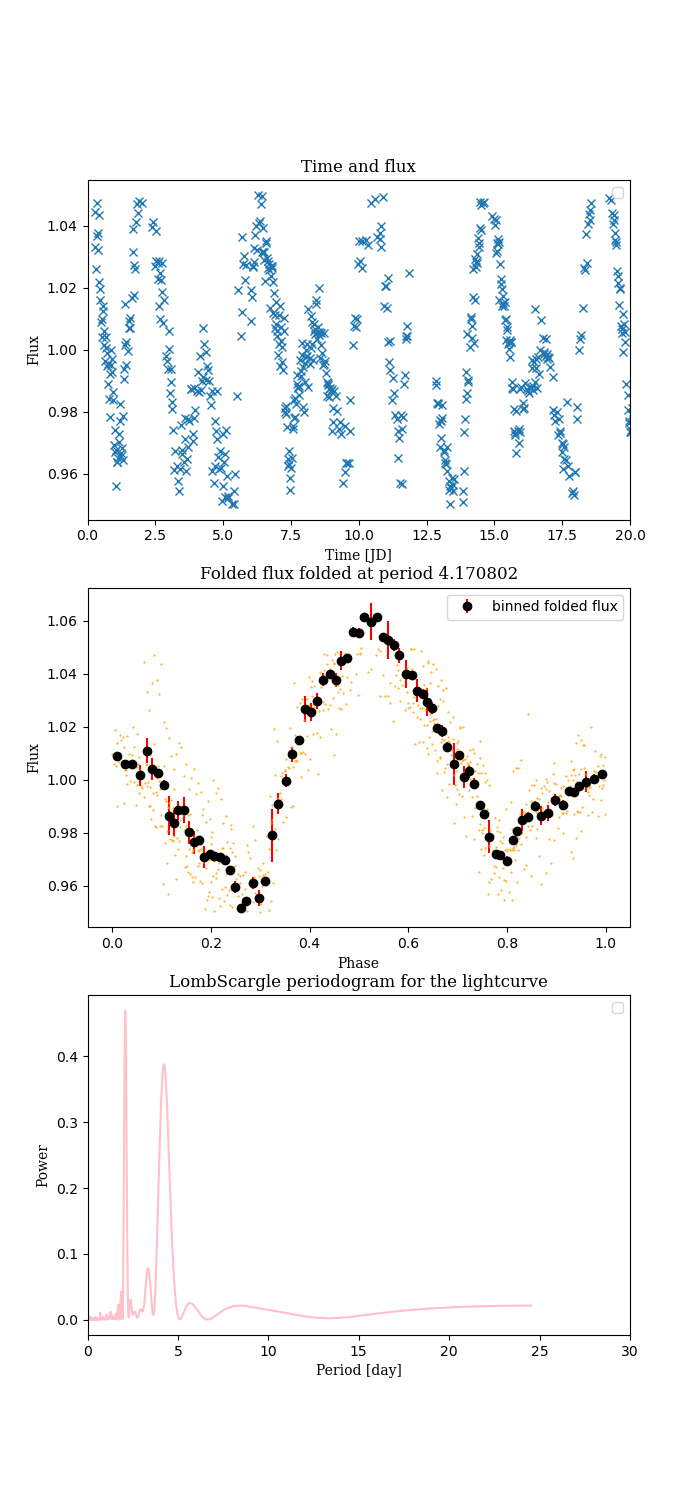 Time and flux
1.04
1.02
1.00
0.98
0.96
Flux
0.0 2.5 5.0 7.5 10.0 12.5 15.0 17.5 20.0
Time [JD]
Folded flux folded at period 4.170802
binned folded flux
1.06
1.04
1.02
1.00
0.98
0.96
Flux
0.0 0.2 0.4 0.6 0.8 1.0
Phase
LombScargle periodogram for the lightcurve
0.4
0.3
0.2
0.1
0.0
Power
0 5 10 15 20 25 30
Period [day]